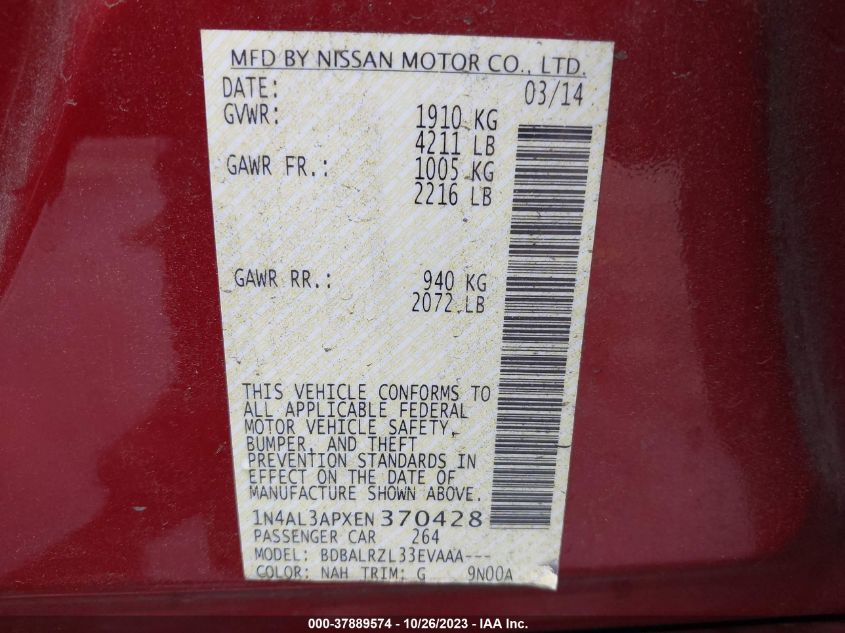 MFD BY NISSAN MOTOR CO., LTD.
DATE: 03/14
GVWR: 1910 KG
4211 LB
GAWR FR.: 1005 KG
2216 LB
GAWR RR.: 940 KG
2072 LB
THIS VEHICLE CONFORMS TO
ALL APPLICABLE FEDERAL
MOTOR VEHICLE SAFETY,
BUMPER, AND THEFT
PREVENTION STANDARDS IN
EFFECT ON THE DATE OF
MANUFACTURE SHOWN ABOVE.
1N4AL3APXEN 370428
PASSENGER CAR 264
MODEL: BDBALRZL33EVAAA---
COLOR: NAH TRIM: G 9N00A
000-37889574 - 10/26/2023 - IAA Inc.